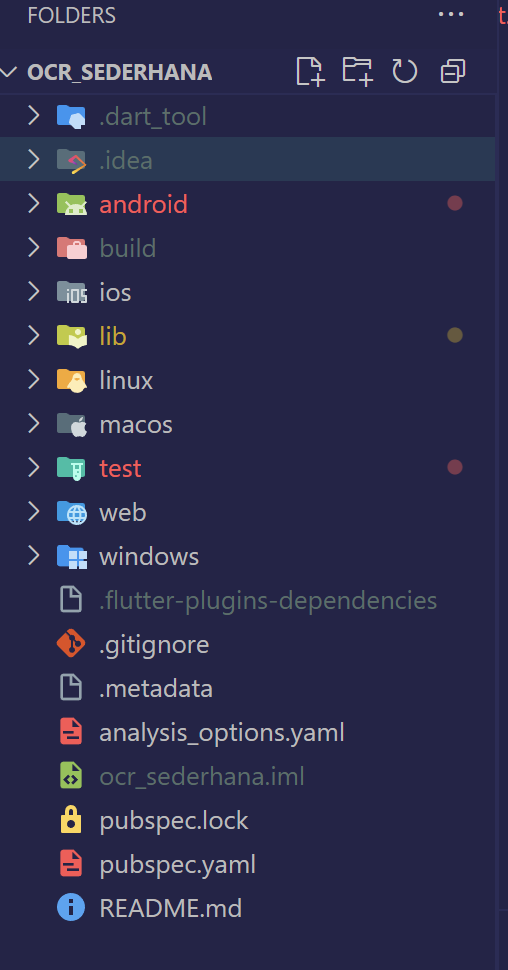 FOLDERS
OCR_SEDERHANA
.dart_tool
.idea
android
build
ios
lib
linux
macos
test
web
windows
.flutter-plugins-dependencies
.gitignore
.metadata
analysis_options.yaml
ocr_sederhana.iml
pubspec.lock
pubspec.yaml
README.md